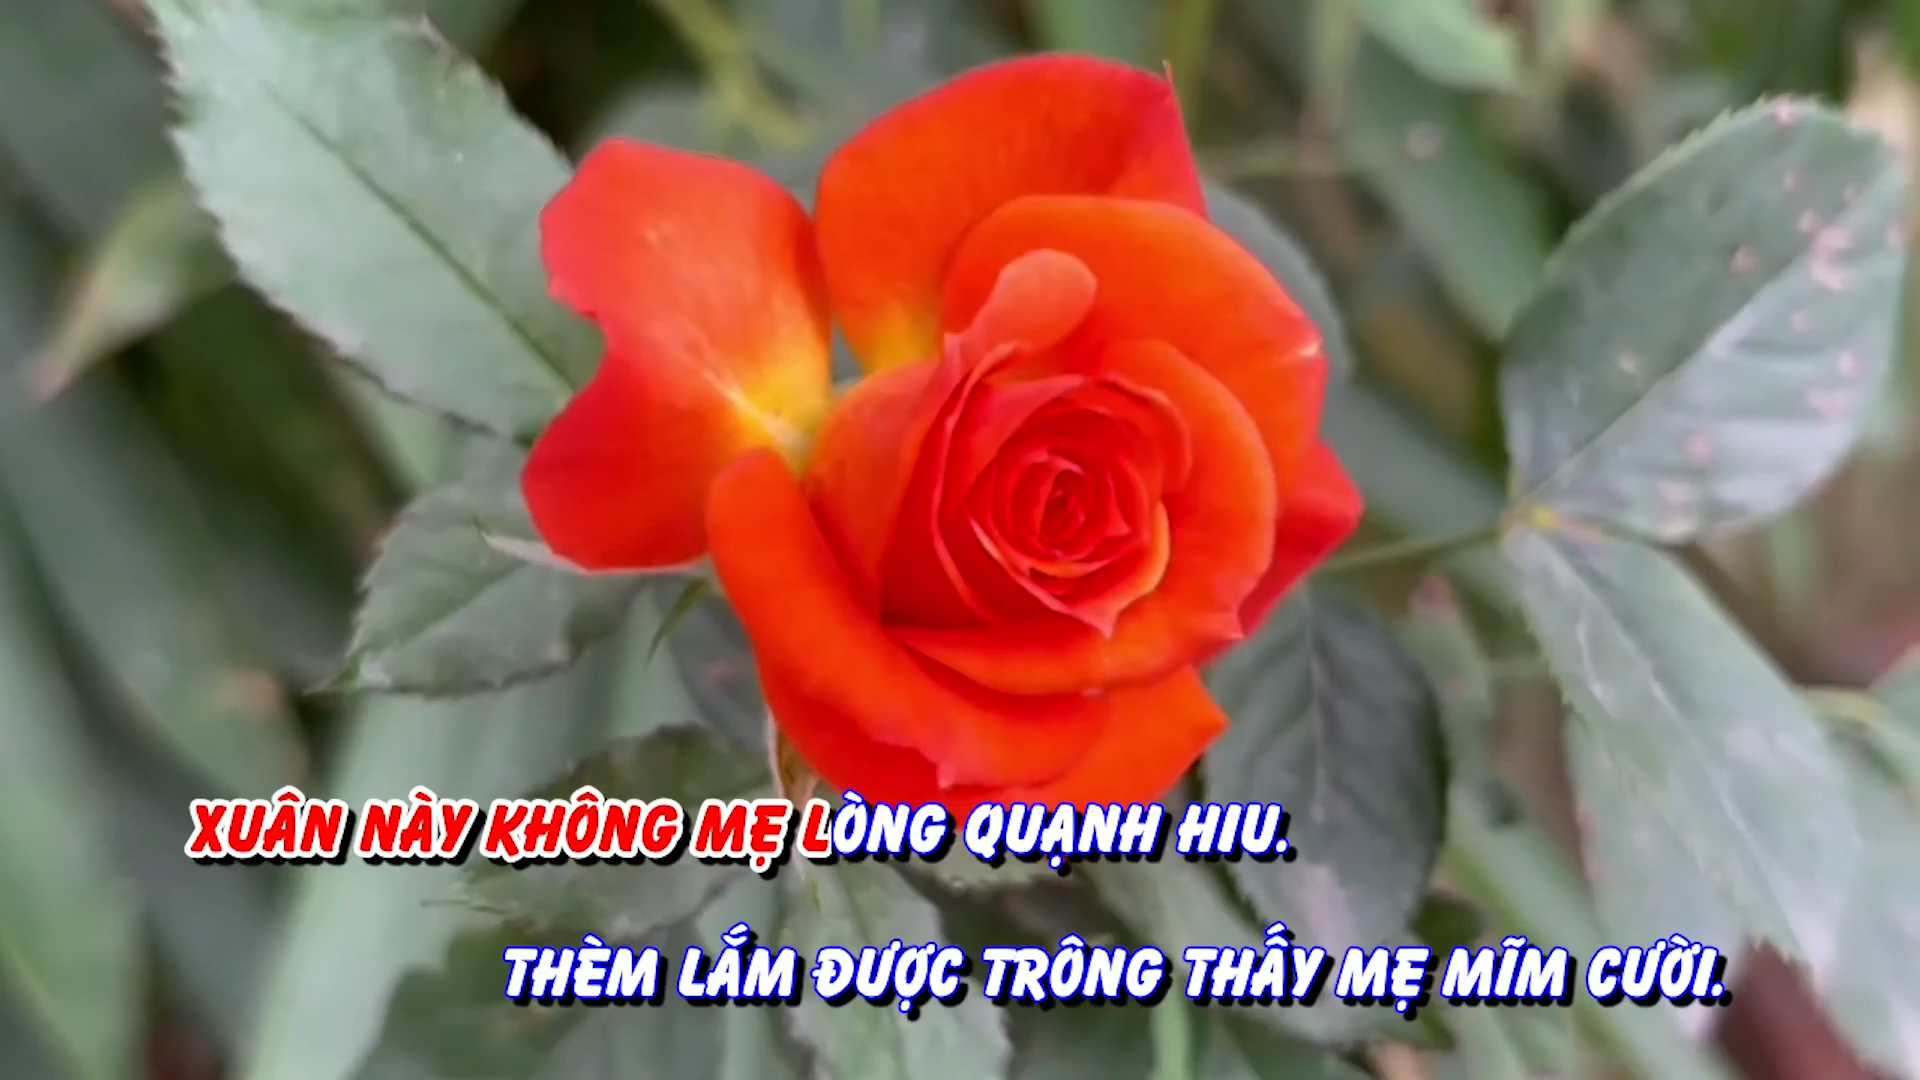 XUÂN NÀY KHÔNG MẸ LÒNG QUẠNH HIU.
THÈM LẮM ĐƯỢC TRÔNG THẤY MẸ MĨM CƯỜI.